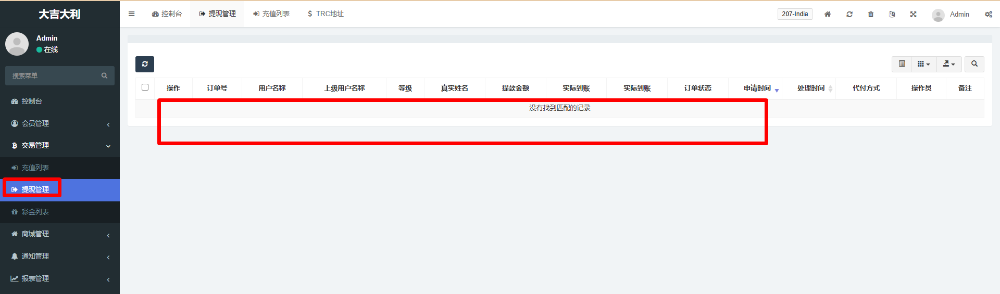 大吉大利
控制台
提现管理
充值列表
$ TRC地址
207-India
Admin
Admin
在线
搜索菜单
控制台
会员管理
交易管理
充值列表
提现管理
彩金列表
商城管理
通知管理
报表管理
操作 订单号 用户名称 上级用户名称 等级 真实姓名 提款金额 实际到账 实际到账 订单状态 申请时间 处理时间 代付方式 操作员 备注
没有找到匹配的记录